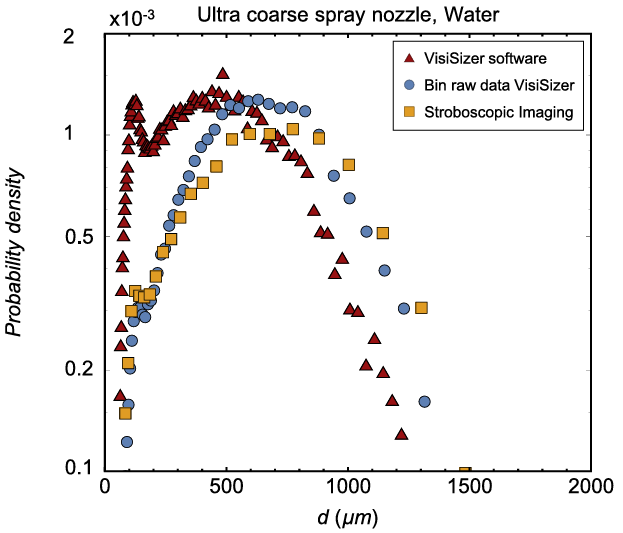 x10⁻³ Ultra coarse spray nozzle, Water
2
VisiSizer software
Bin raw data VisiSizer
Stroboscopic Imaging
1
0.5
0.2
0.1
Probability density
0 500 1000 1500 2000
d (μm)